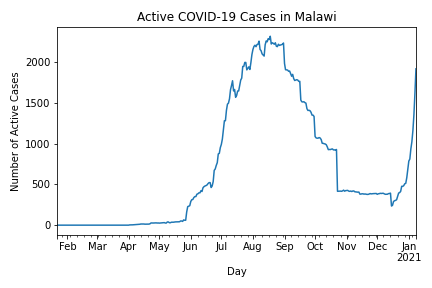 Active COVID-19 Cases in Malawi
Number of Active Cases
2000
1500
1000
500
0
Feb Mar Apr May Jun Jul Aug Sep Oct Nov Dec Jan
2021
Day